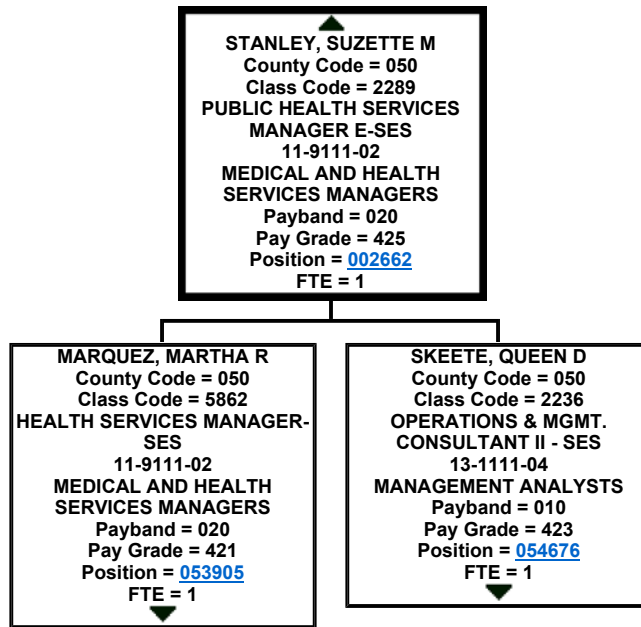 STANLEY, SUZETTE M
County Code = 050
Class Code = 2289
PUBLIC HEALTH SERVICES
MANAGER E-SES
11-9111-02
MEDICAL AND HEALTH
SERVICES MANAGERS
Payband = 020
Pay Grade = 425
Position = 002662
FTE = 1
MARQUEZ, MARTHA R
County Code = 050
Class Code = 5862
HEALTH SERVICES MANAGER-
SES
11-9111-02
MEDICAL AND HEALTH
SERVICES MANAGERS
Payband = 020
Pay Grade = 421
Position = 053905
FTE = 1
SKEETE, QUEEN D
County Code = 050
Class Code = 2236
OPERATIONS & MGMT.
CONSULTANT II - SES
13-1111-04
MANAGEMENT ANALYSTS
Payband = 010
Pay Grade = 423
Position = 054676
FTE = 1